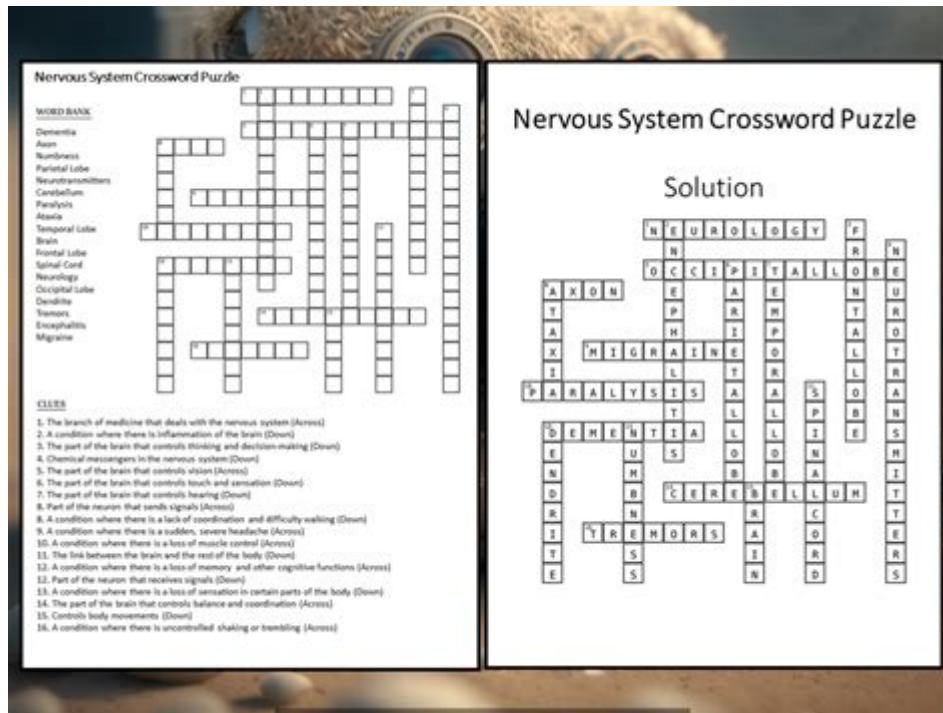 Nervous System Crossword Puzzle
WORD BANK
Dementia
Axon
Numbness
Parietal Lobe
Neurotransmitters
Cerebellum
Paralysis
Ataxia
Temporal Lobe
Brain
Frontal Lobe
Spinal Cord
Neurology
Occipital Lobe
Dendrite
Tremors
Encephalitis
Migraine
CLUES
1. The branch of medicine that deals with the nervous system (Across)
2. A condition where there is inflammation of the brain (Down)
3. The part of the brain that controls thinking and decision-making (Down)
4. Chemical messengers in the nervous system (Down)
5. The part of the brain that controls vision (Across)
6. The part of the brain that controls touch and sensation (Down)
7. The part of the brain that controls hearing (Down)
8. Part of the neuron that sends signals (Across)
8. A condition where there is a lack of coordination and difficulty walking (Down)
9. A condition where there is a sudden, severe headache (Across)
10. A condition where there is a loss of muscle control (Across)
11. The link between the brain and the rest of the body (Down)
12. A condition where there is a loss of memory and other cognitive functions (Across)
12. Part of the neuron that receives signals (Down)
13. A condition where there is a loss of sensation in certain parts of the body (Down)
14. The part of the brain that controls balance and coordination (Across)
15. Controls body movements (Down)
16. A condition where there is uncontrolled shaking or trembling (Across)
Nervous System Crossword Puzzle
Solution
NEUROLOGY
ENCEPHALITIS
FRONTALLOBE
NEUROTRANSMITTERS
OCCIPITALLOBE
PARIETALLOBE
TEMPORALLOBE
AXON
ATAXIA
MIGRAINE
PARALYSIS
SPINALCORD
DEMENTIA
DENDRITE
NUMBNESS
CEREBELLUM
BRAIN
TREMORS